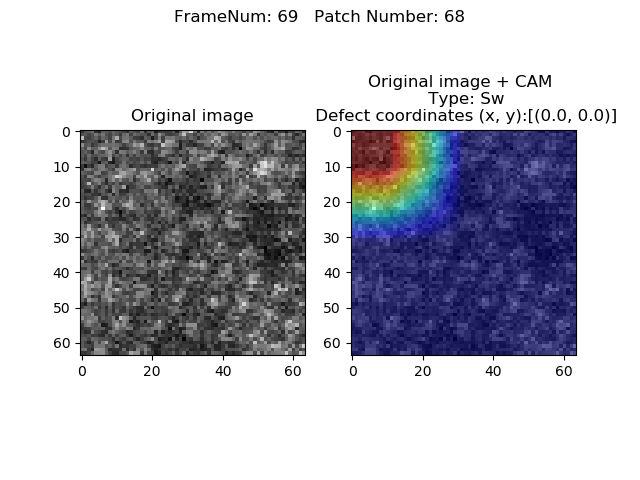 FrameNum: 69   Patch Number: 68
Original image
0
10
20
30
40
50
60
0 20 40 60
Original image + CAM
Type: Sw
Defect coordinates (x, y):[(0.0, 0.0)]
0
10
20
30
40
50
60
0 20 40 60